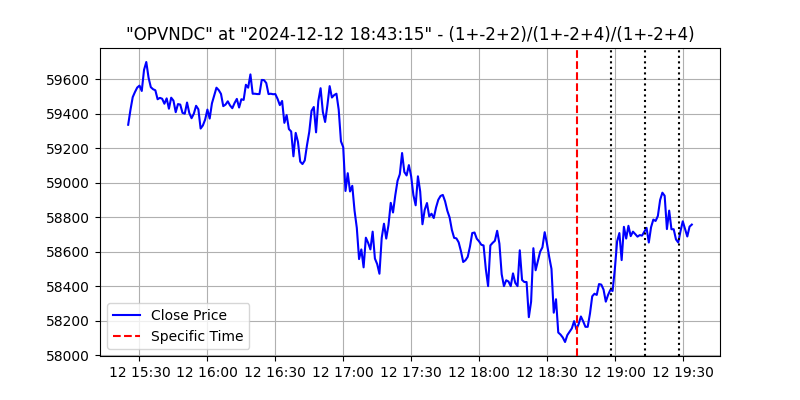 "OPVNDC" at "2024-12-12 18:43:15" - (1+-2+2)/(1+-2+4)/(1+-2+4)
59600
59400
59200
59000
58800
58600
58400
58200
58000
Close Price
Specific Time
12 15:30 12 16:00 12 16:30 12 17:00 12 17:30 12 18:00 12 18:30 12 19:00 12 19:30